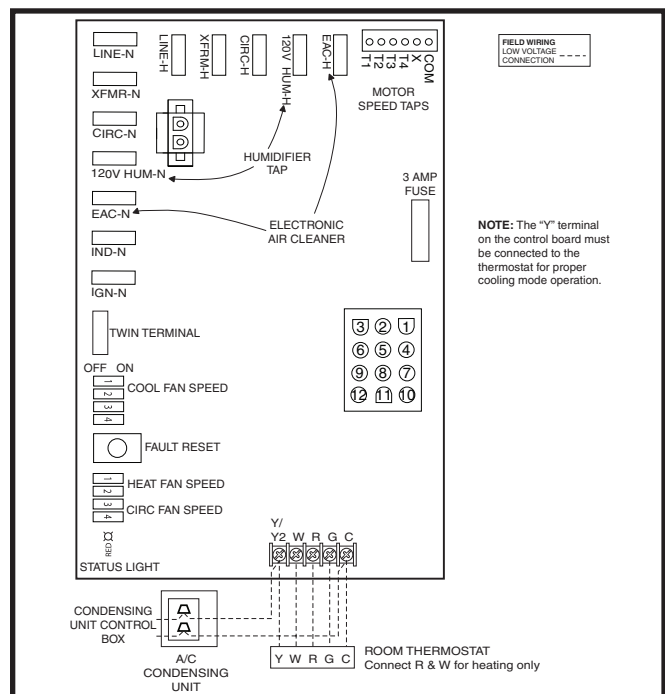 LINE-N
XFMR-N
CIRC-N
120V HUM-N
EAC-N
IND-N
IGN-N
LINE-H
XFRM-H
CIRC-H
120V HUM-H
EAC-H
T1 T2 T3 T4 X COM
MOTOR
SPEED TAPS
HUMIDIFIER
TAP
ELECTRONIC
AIR CLEANER
3 AMP
FUSE
FIELD WIRING
LOW VOLTAGE
CONNECTION
NOTE: The “Y” terminal
on the control board must
be connected to the
thermostat for proper
cooling mode operation.
3 2 1
6 5 4
9 8 7
12 11 10
TWIN TERMINAL
OFF ON
1
2
3
4
COOL FAN SPEED
FAULT RESET
1
2
3
4
HEAT FAN SPEED
CIRC FAN SPEED
RED
STATUS LIGHT
Y/
Y2 W R G C
CONDENSING
UNIT CONTROL
BOX
A/C
CONDENSING
UNIT
Y W R G C
ROOM THERMOSTAT
Connect R & W for heating only